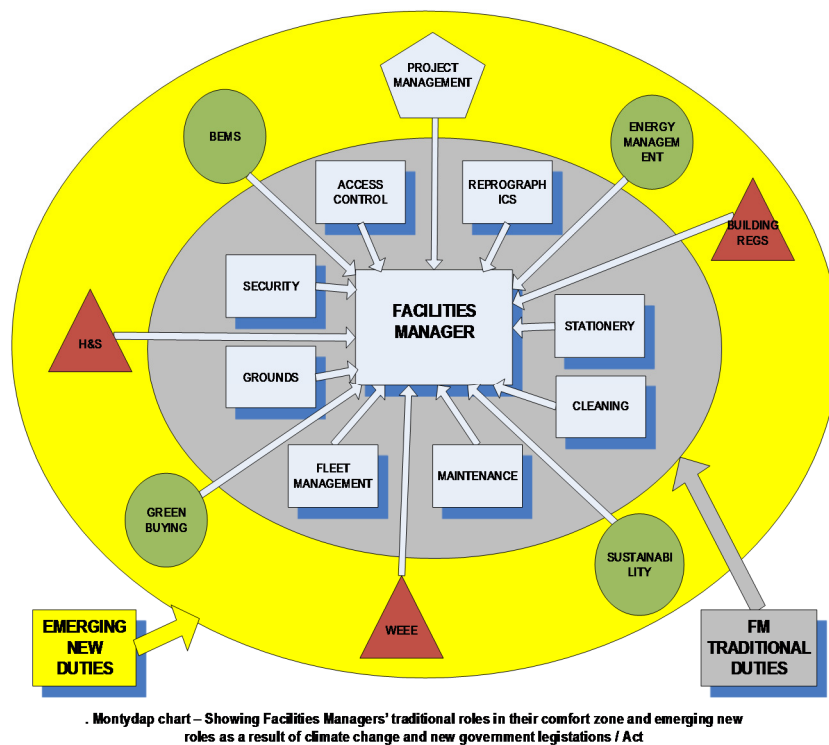 PROJECT
MANAGEMENT
BEMS
ENERGY
MANAGEM
ENT
ACCESS
CONTROL
REPROGRAPH
ICS
BUILDING
REGS
SECURITY
FACILITIES
MANAGER
STATIONERY
H&S
GROUNDS
CLEANING
FLEET
MANAGEMENT
MAINTENANCE
GREEN
BUYING
SUSTAINABI
LITY
WEEE
EMERGING
NEW
DUTIES
FM
TRADITIONAL
DUTIES
. Montydap chart – Showing Facilities Managers' traditional roles in their comfort zone and emerging new
roles as a result of climate change and new government legistations / Act